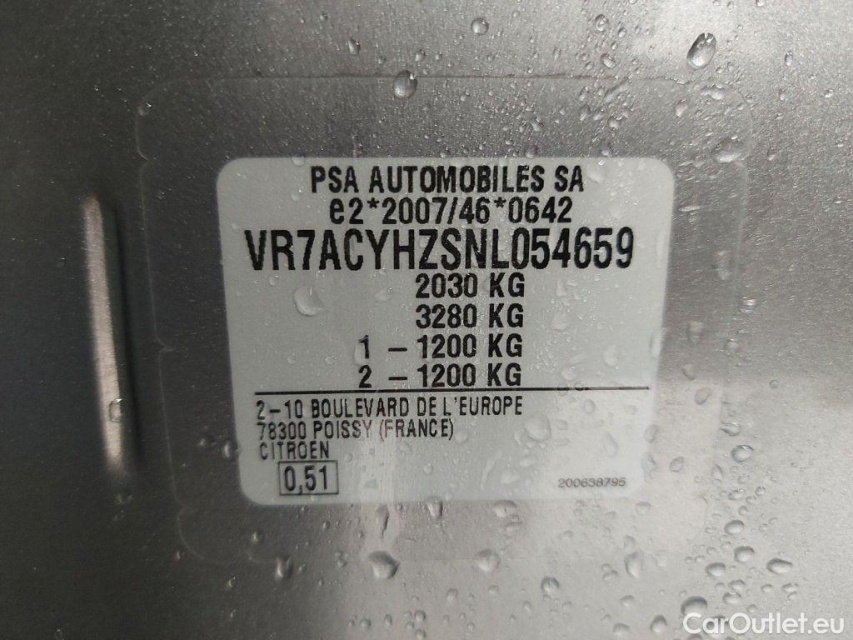 PSA AUTOMOBILES SA
e2*2007/46*0642
VR7ACYHZSNL054659
2030 KG
3280 KG
1 - 1200 KG
2 - 1200 KG
2-10 BOULEVARD DE L'EUROPE
78300 POISSY (FRANCE)
CITROEN
0,51
200638795
CarOutlet.eu